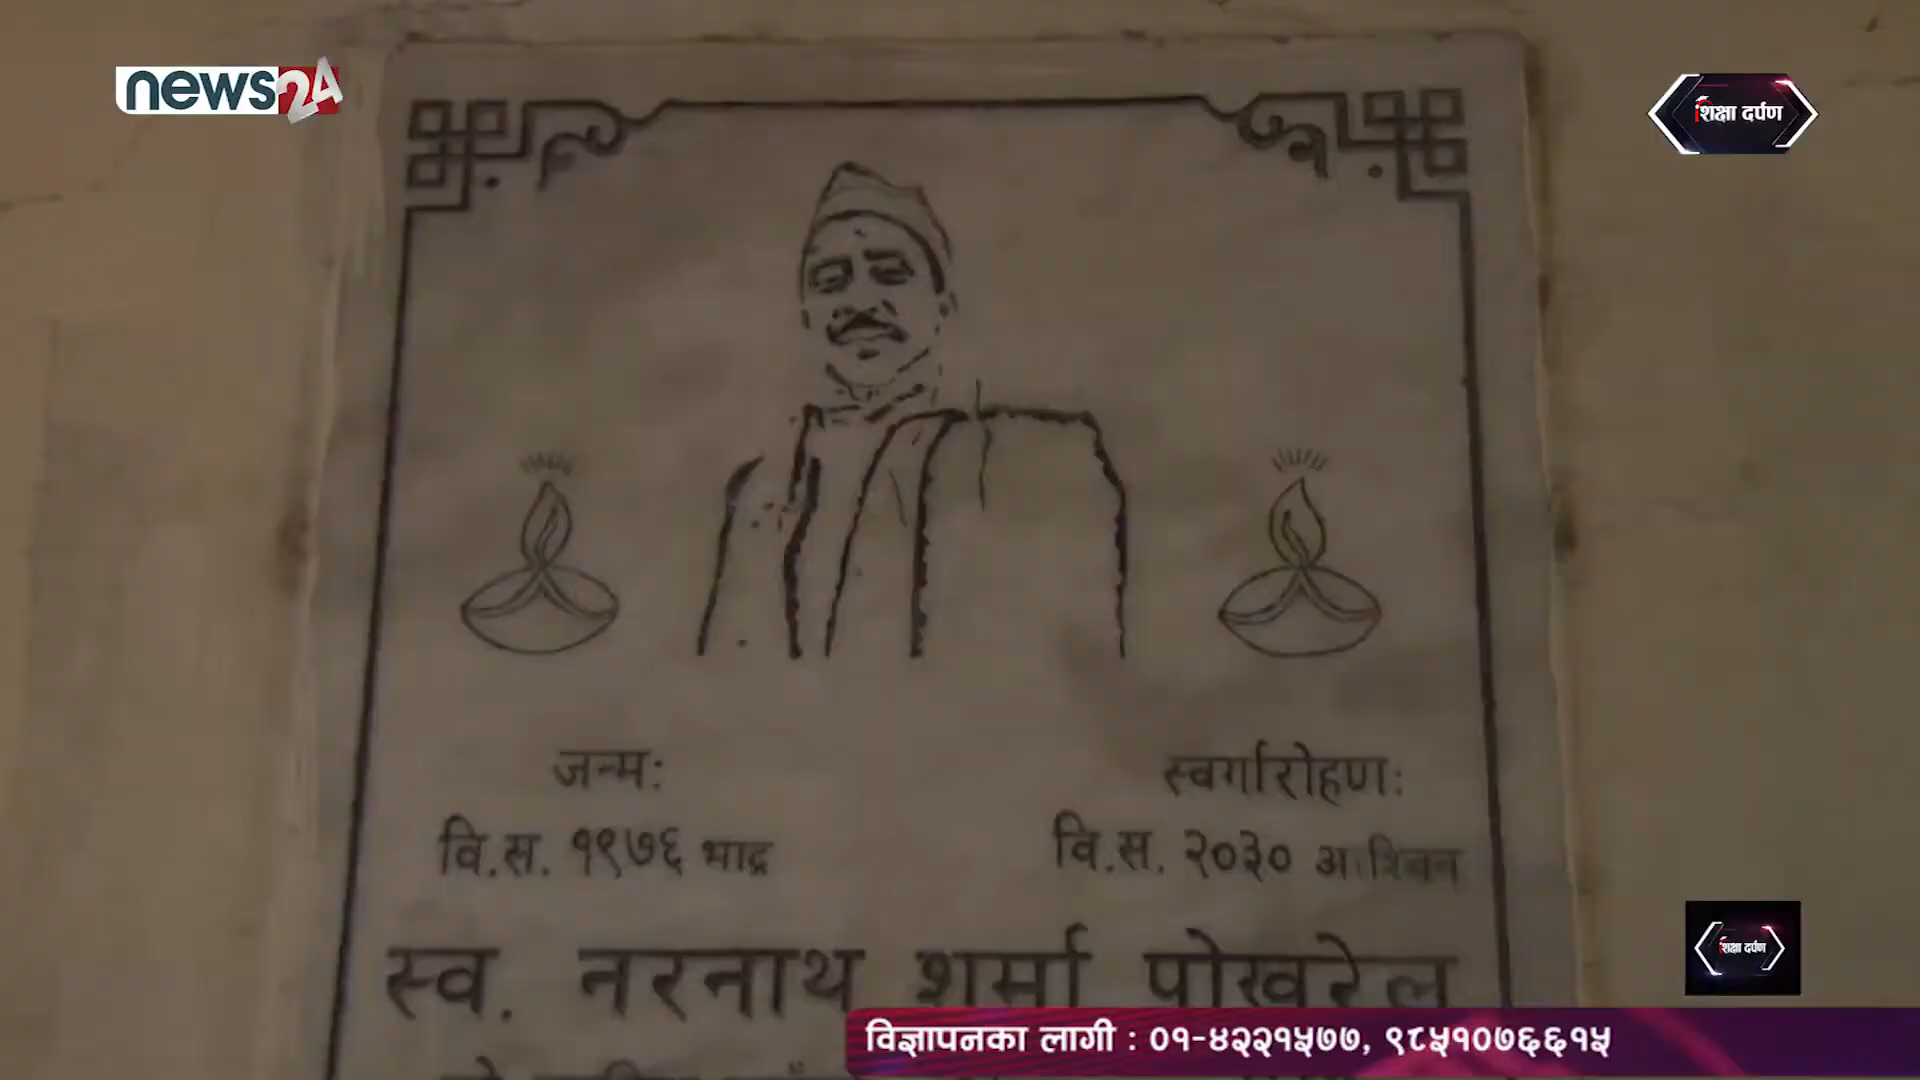 news24
शिक्षा दर्पण
जन्म:
स्वर्गारोहण:
वि.स. १९७६ भाद्र
वि.स. २०३० आश्विन
स्व. नरनाथ शर्मा पोखरेल
शिक्षा दर्पण
विज्ञापनका लागी : ०१-४२२१५७७, ९८५१०७६६१५